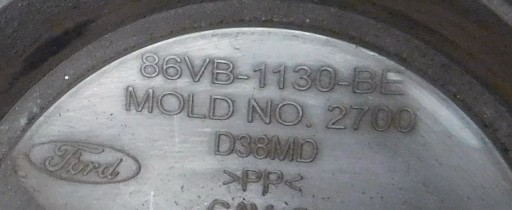 86VB-1130-BE
MOLD NO. 2700
D38MD
Ford
>PP<